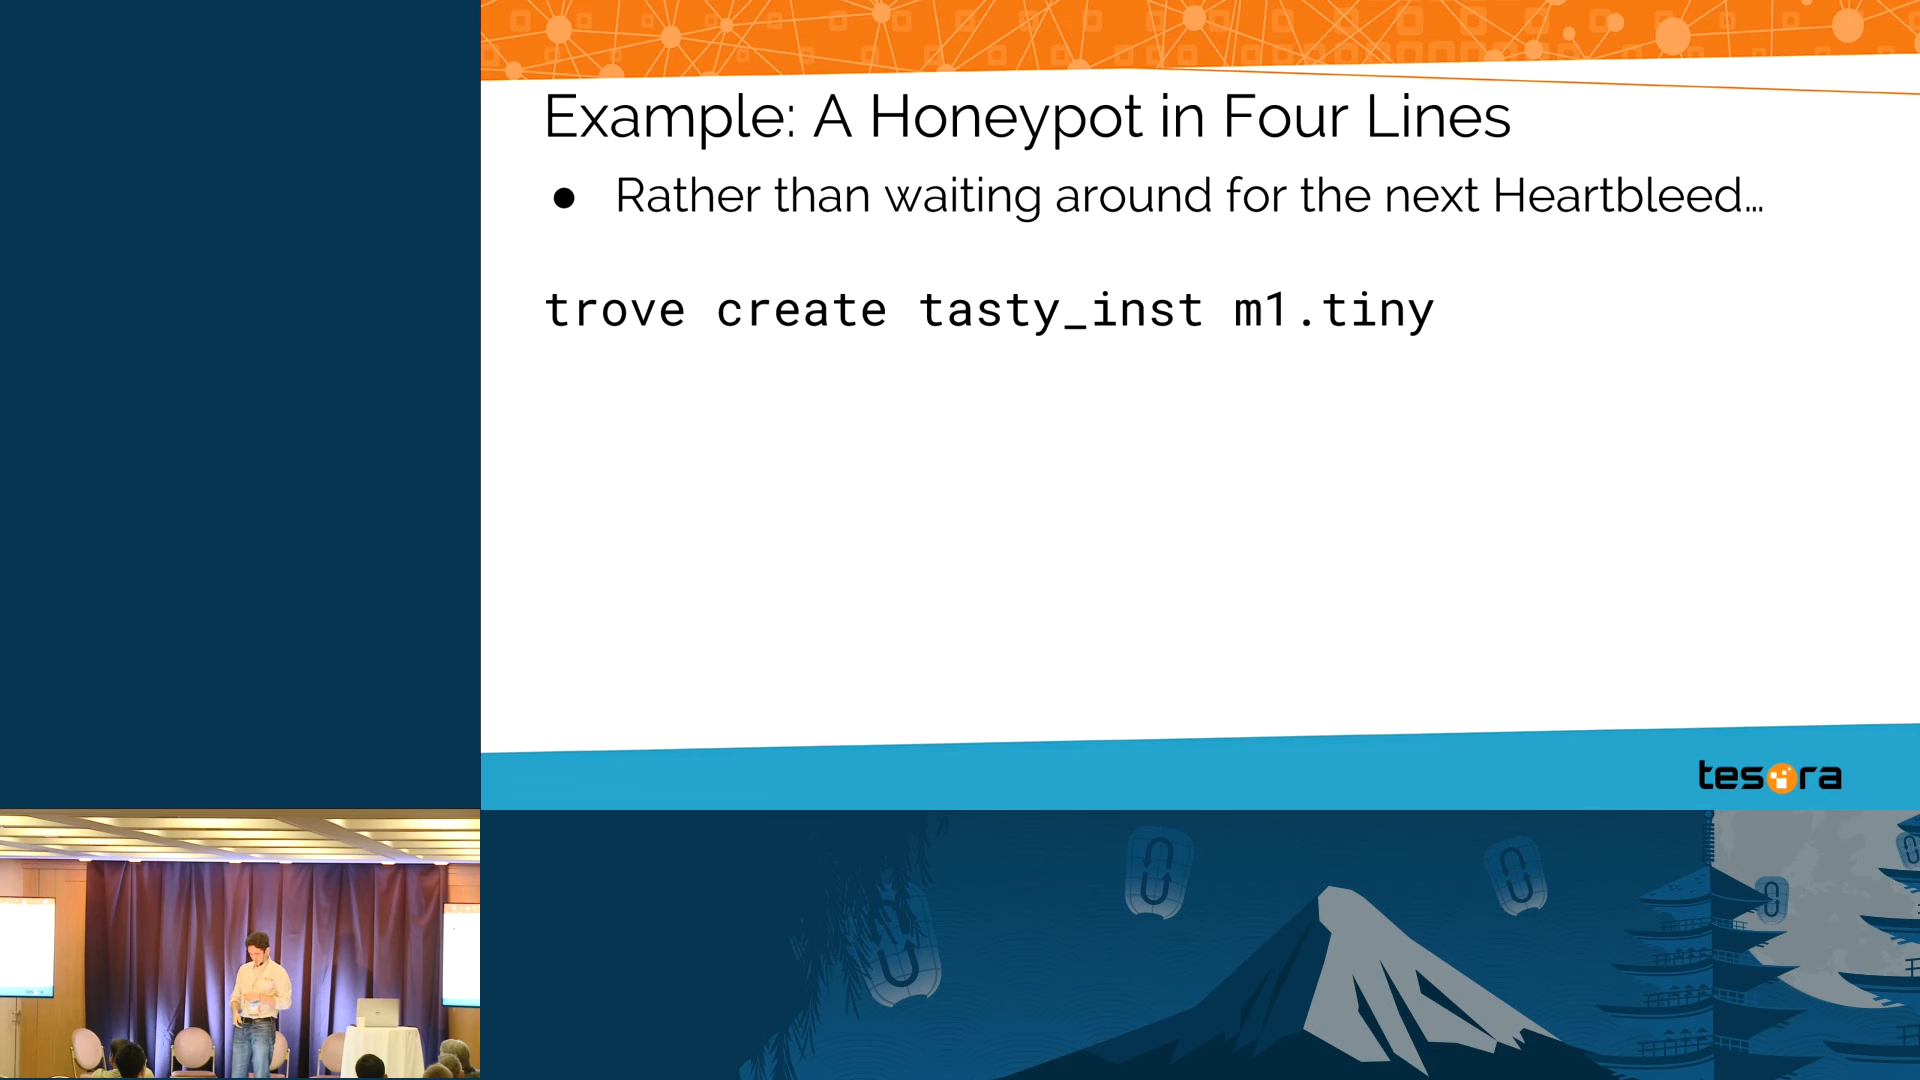 Example: A Honeypot in Four Lines
● Rather than waiting around for the next Heartbleed…
trove create tasty_inst m1.tiny
tesora